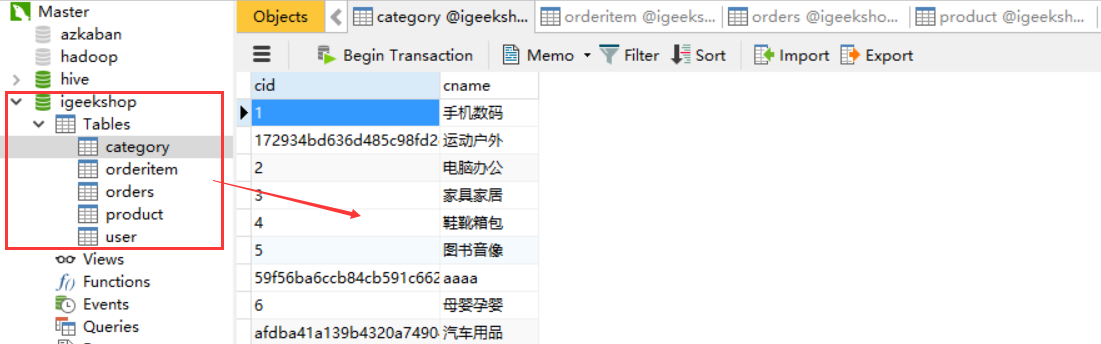 Master
azkaban
hadoop
hive
igeekshop
Tables
category
orderitem
orders
product
user
Views
Functions
Events
Queries
Objects
category @igeeksh...
orderitem @igeeks...
orders @igeeksho...
product @igeeksh...
Begin Transaction Memo Filter Sort Import Export
cid cname
1 手机数码
172934bd636d485c98fd2 运动户外
2 电脑办公
3 家具家居
4 鞋靴箱包
5 图书音像
59f56ba6ccb84cb591c662 aaaa
6 母婴孕婴
afdba41a139b4320a7490 汽车用品